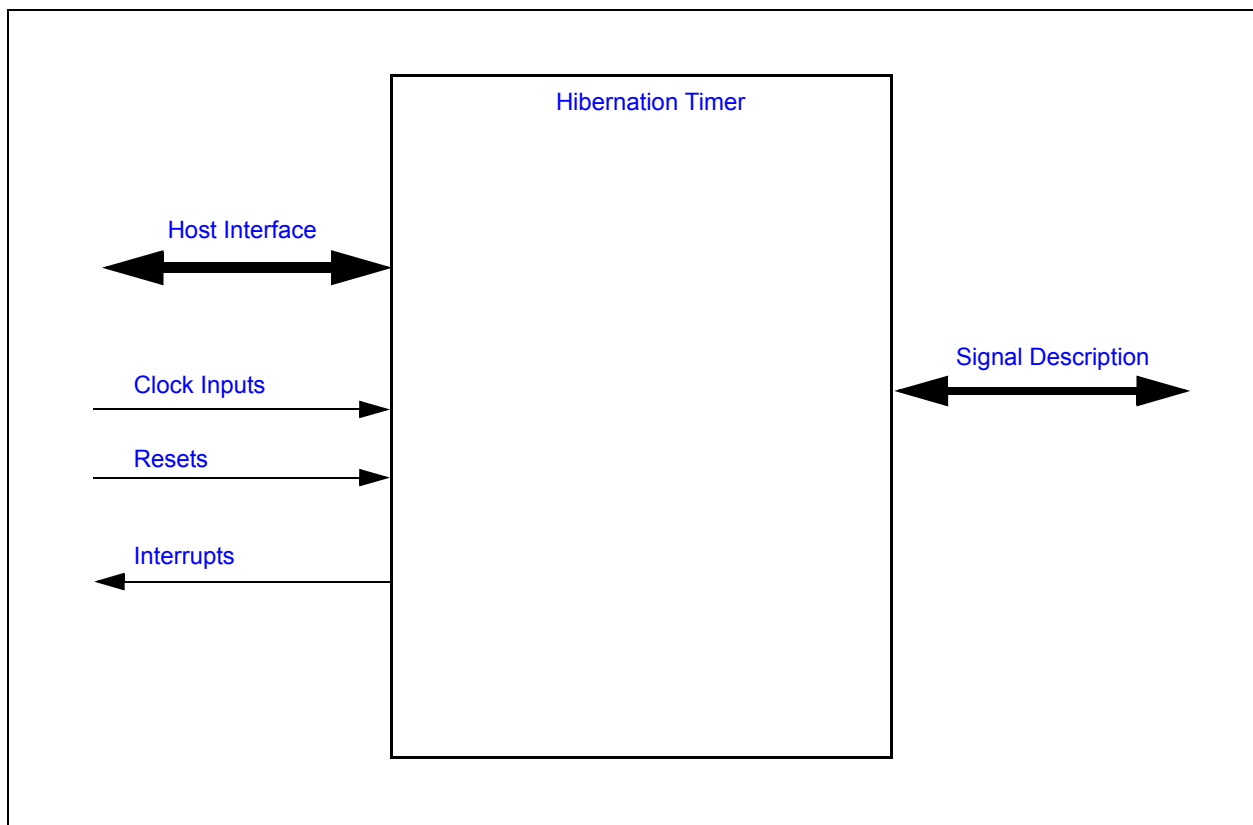 Hibernation Timer
Host Interface
Signal Description
Clock Inputs
Resets
Interrupts